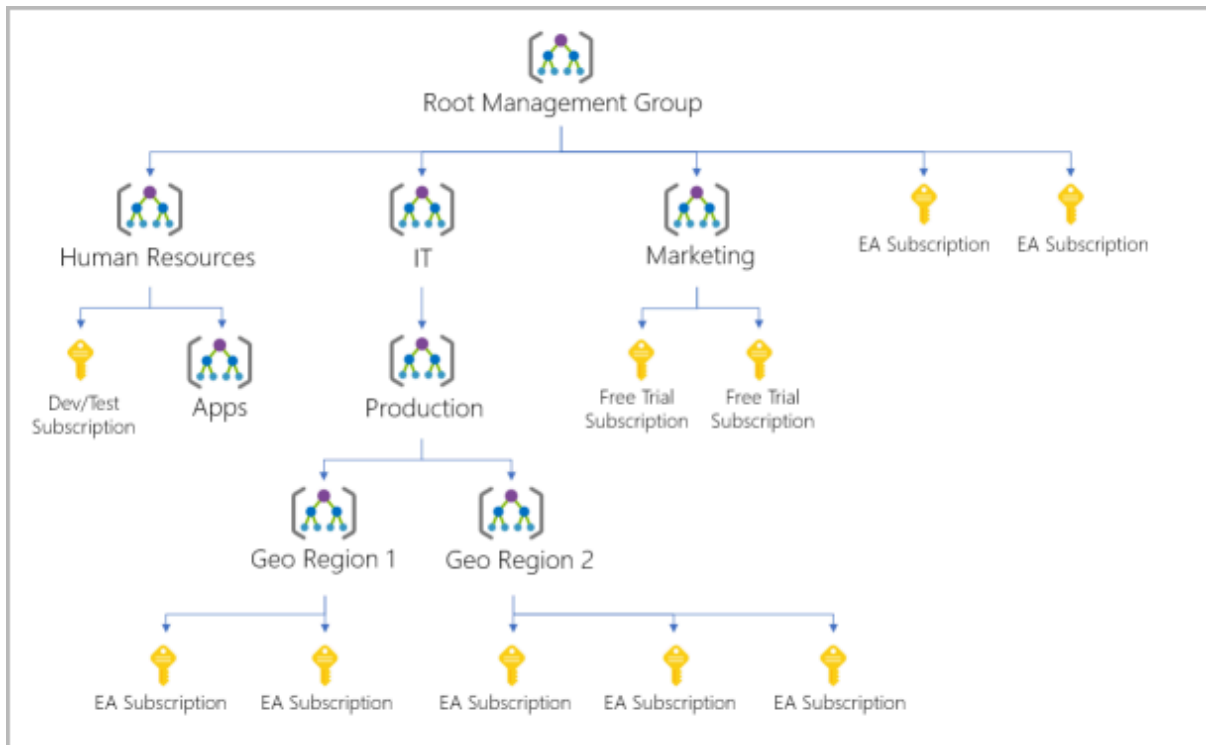 Root Management Group
Human Resources
IT
Marketing
EA Subscription
EA Subscription
Dev/Test
Subscription
Apps
Production
Free Trial
Subscription
Free Trial
Subscription
Geo Region 1
Geo Region 2
EA Subscription
EA Subscription
EA Subscription
EA Subscription
EA Subscription